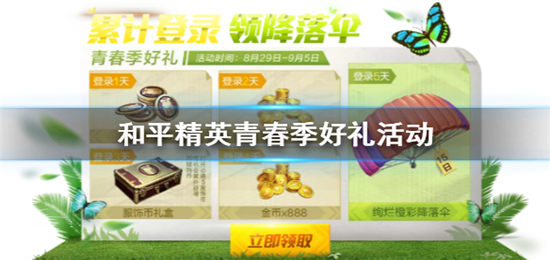 累计登录 领降落伞
青春季好礼 活动时间：8月29日-9月5日
登录1天
登录2天
登录5天
和平精英青春季好礼活动
15日
服饰币礼盒
金币x888
绚烂橙彩降落伞
立即领取